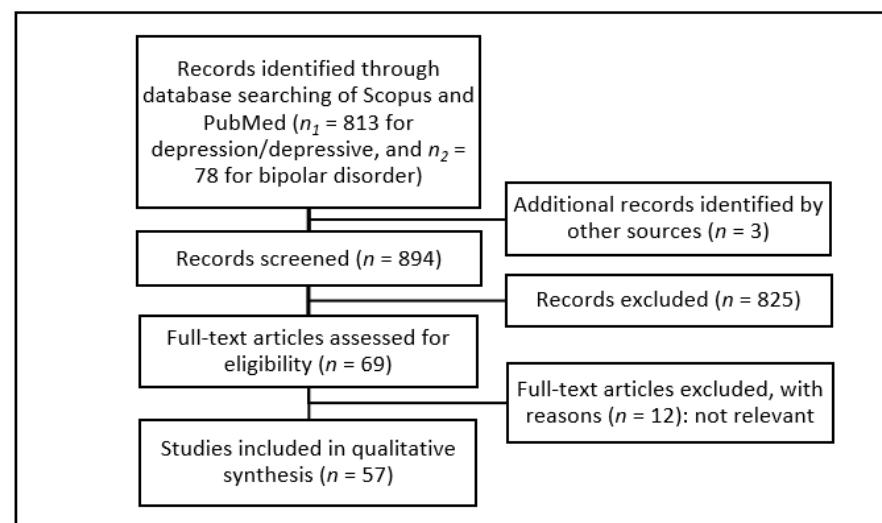 Records identified through
database searching of Scopus and
PubMed (n₁ = 813 for
depression/depressive, and n₂ =
78 for bipolar disorder)
Additional records identified by
other sources (n = 3)
Records screened (n = 894)
Records excluded (n = 825)
Full-text articles assessed for
eligibility (n = 69)
Full-text articles excluded, with
reasons (n = 12): not relevant
Studies included in qualitative
synthesis (n = 57)